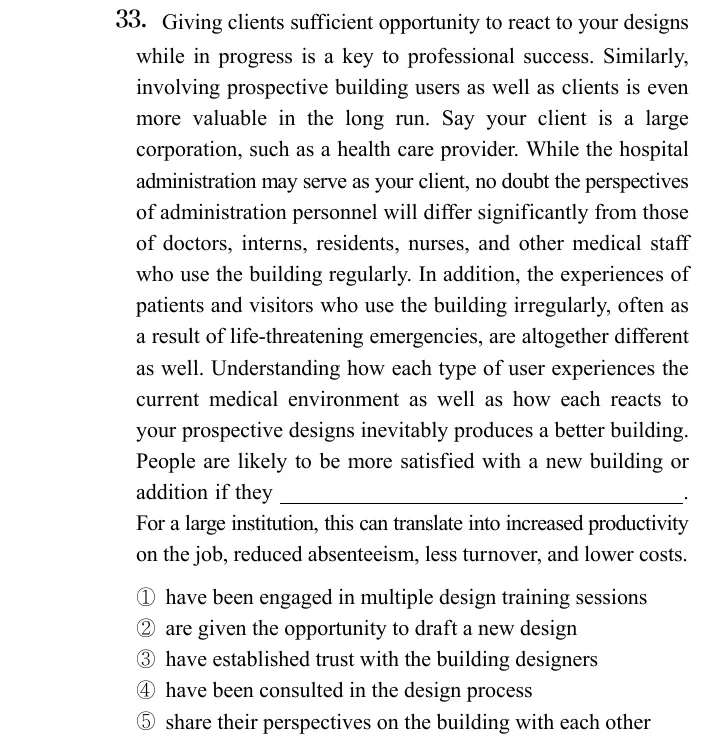 33. Giving clients sufficient opportunity to react to your designs
while in progress is a key to professional success. Similarly,
involving prospective building users as well as clients is even
more valuable in the long run. Say your client is a large
corporation, such as a health care provider. While the hospital
administration may serve as your client, no doubt the perspectives
of administration personnel will differ significantly from those
of doctors, interns, residents, nurses, and other medical staff
who use the building regularly. In addition, the experiences of
patients and visitors who use the building irregularly, often as
a result of life-threatening emergencies, are altogether different
as well. Understanding how each type of user experiences the
current medical environment as well as how each reacts to
your prospective designs inevitably produces a better building.
People are likely to be more satisfied with a new building or
addition if they ____________________.
For a large institution, this can translate into increased productivity
on the job, reduced absenteeism, less turnover, and lower costs.
① have been engaged in multiple design training sessions
② are given the opportunity to draft a new design
③ have established trust with the building designers
④ have been consulted in the design process
⑤ share their perspectives on the building with each other